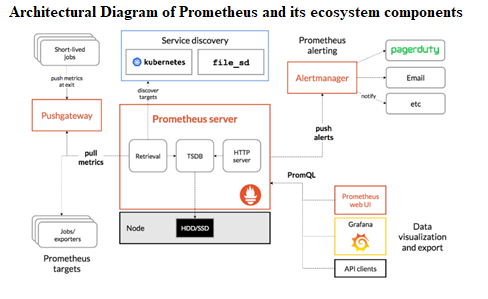 Architectural Diagram of Prometheus and its ecosystem components
Short-lived
jobs
push metrics
at exit
Pushgateway
Service discovery
kubernetes
file_sd
discover
targets
Prometheus
alerting
Alertmanager
pagerduty
Email
notify
etc
Prometheus server
pull
metrics
Retrieval
TSDB
HTTP
server
push
alerts
PromQL
Node
HDD/SSD
Jobs/
exporters
Prometheus
targets
Prometheus
web UI
Grafana
API clients
Data
visualization
and export